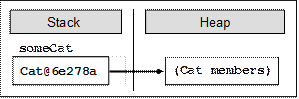 Stack
Heap
someCat
Cat@6e278a
(Cat members)